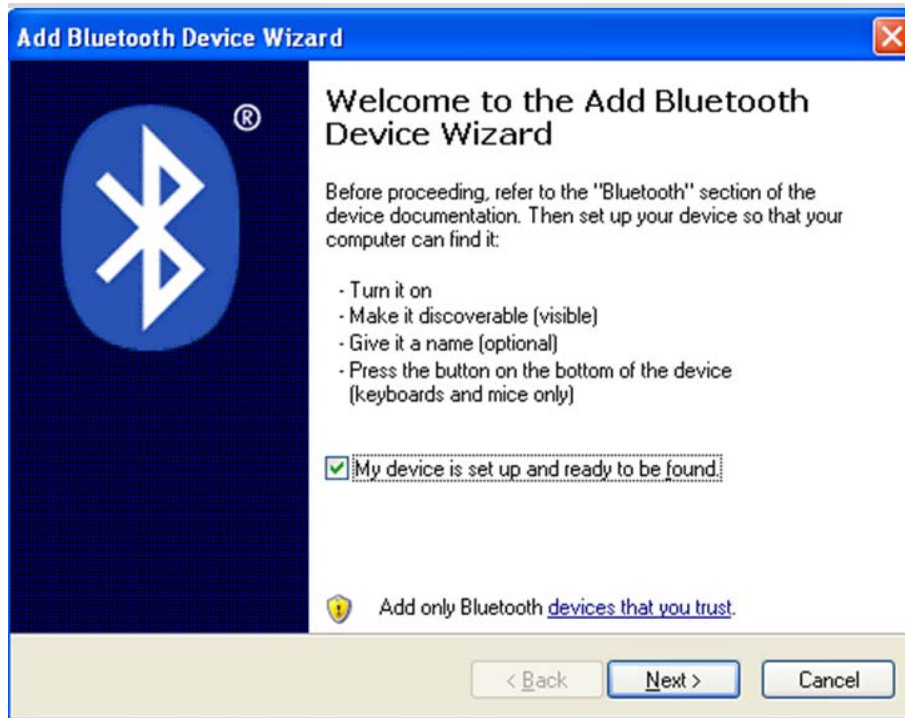 Add Bluetooth Device Wizard
®
Welcome to the Add Bluetooth
Device Wizard
Before proceeding, refer to the "Bluetooth" section of the
device documentation. Then set up your device so that your
computer can find it:
- Turn it on
- Make it discoverable (visible)
- Give it a name (optional)
- Press the button on the bottom of the device
(keyboards and mice only)
My device is set up and ready to be found.
Add only Bluetooth devices that you trust.
< Back Next > Cancel